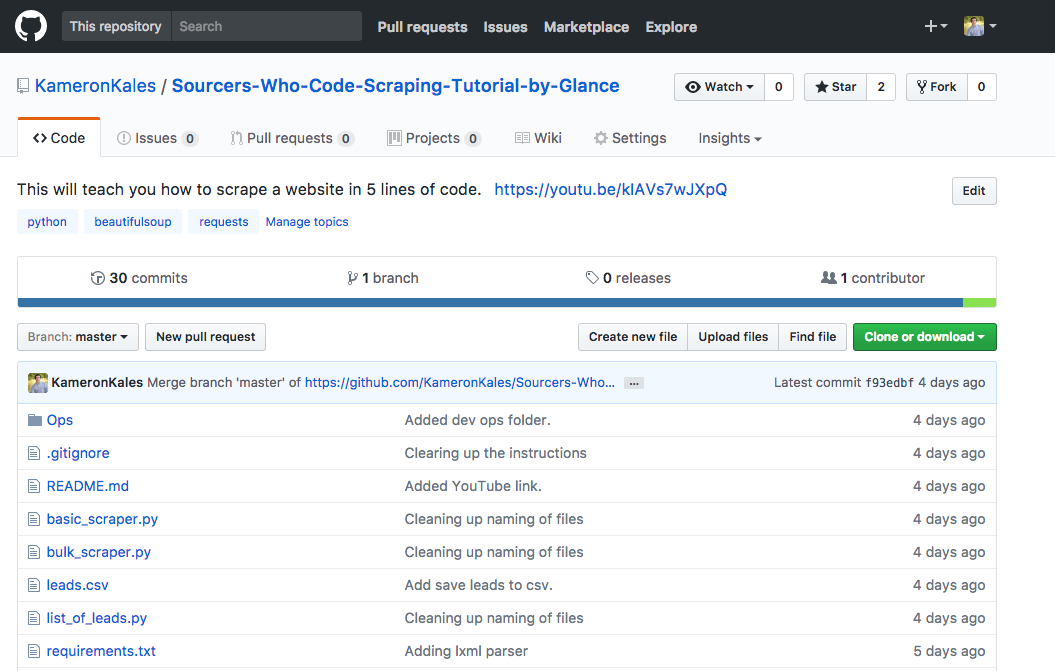 This repository Search Pull requests Issues Marketplace Explore
KameronKales / Sourcers-Who-Code-Scraping-Tutorial-by-Glance Watch 0 Star 2 Fork 0
Code Issues 0 Pull requests 0 Projects 0 Wiki Settings Insights
This will teach you how to scrape a website in 5 lines of code. https://youtu.be/kIAVs7wJXpQ Edit
python beautifulsoup requests Manage topics
30 commits 1 branch 0 releases 1 contributor
Branch: master New pull request Create new file Upload files Find file Clone or download
KameronKales Merge branch 'master' of https://github.com/KameronKales/Sourcers-Who... … Latest commit f93edbf 4 days ago
Ops Added dev ops folder. 4 days ago
.gitignore Clearing up the instructions 4 days ago
README.md Added YouTube link. 4 days ago
basic_scraper.py Cleaning up naming of files 4 days ago
bulk_scraper.py Cleaning up naming of files 4 days ago
leads.csv Add save leads to csv. 4 days ago
list_of_leads.py Cleaning up naming of files 4 days ago
requirements.txt Adding lxml parser 5 days ago